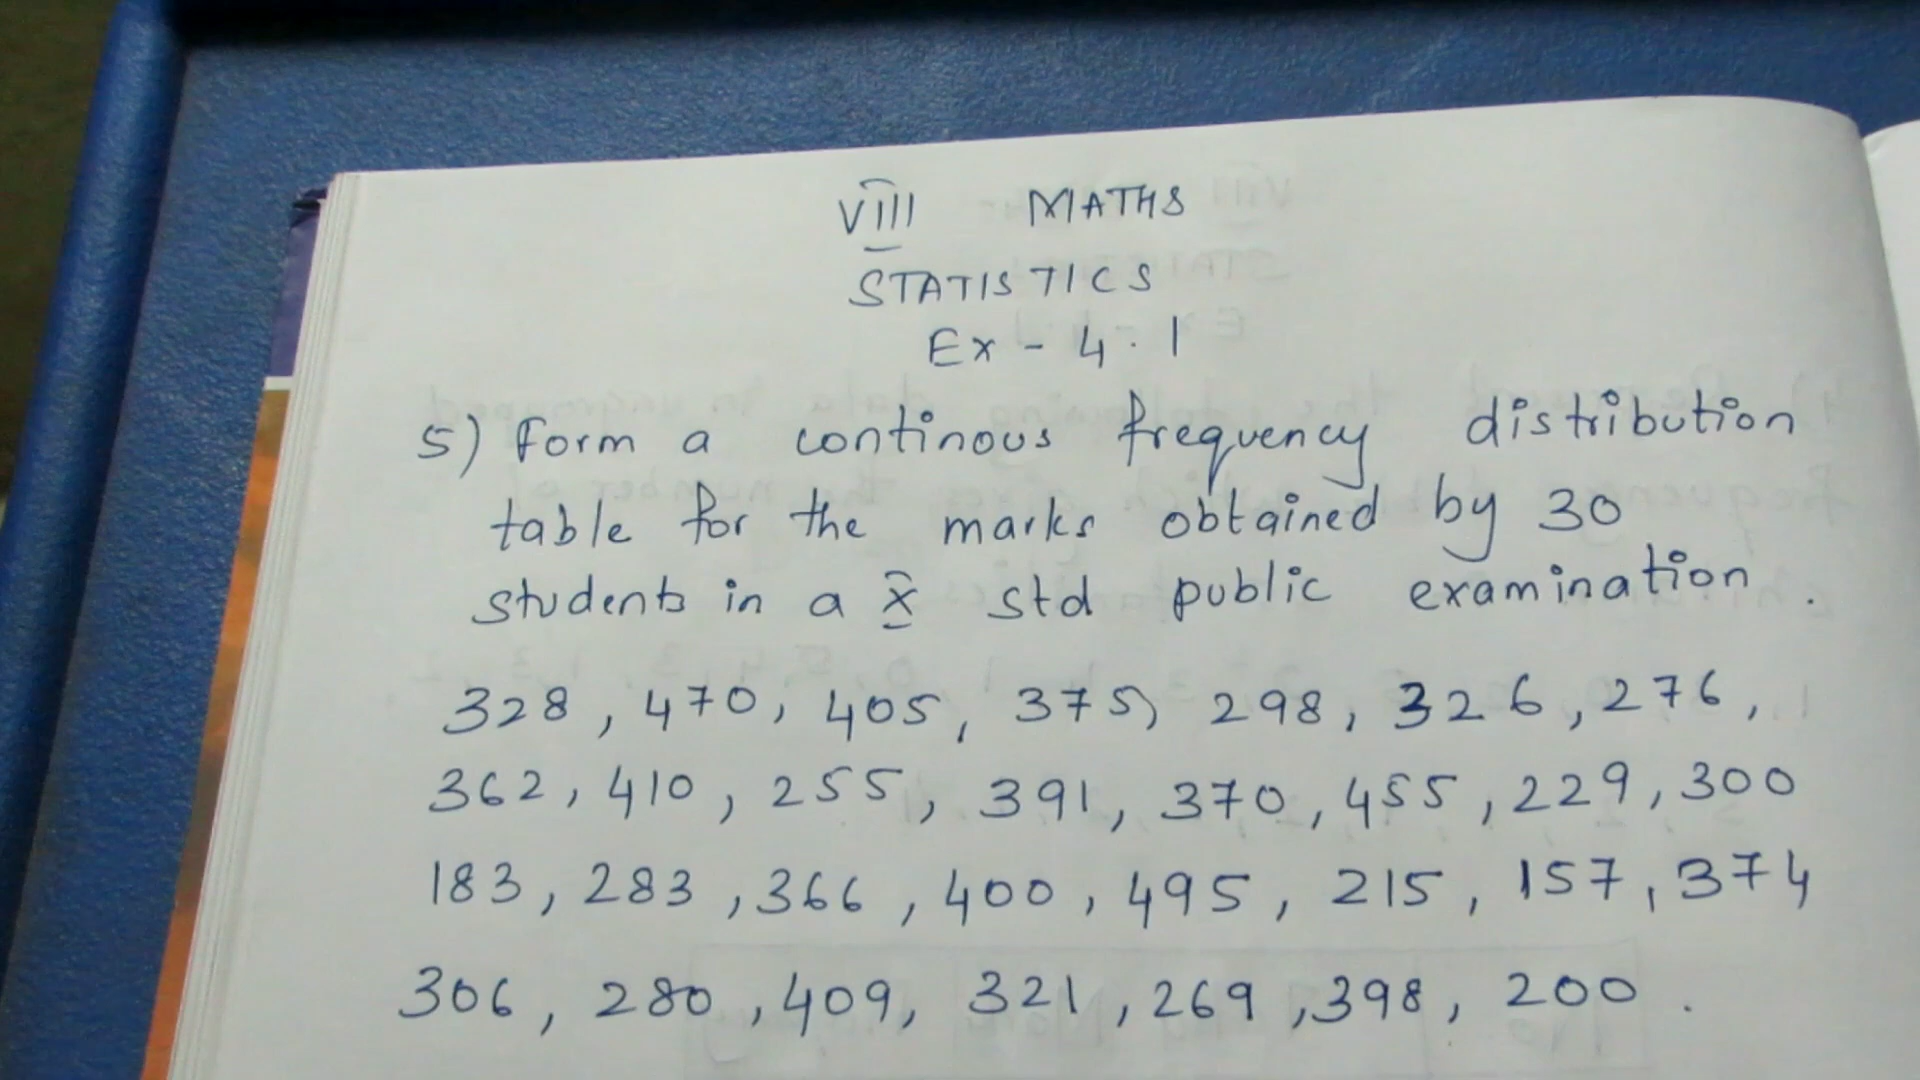 VIII MATHS
STATISTICS
Ex - 4.1
5) Form a continous frequency distribution
table for the marks obtained by 30
students in a X std public examination.
328, 470, 405, 375, 298, 326, 276,
362, 410, 255, 391, 370, 455, 229, 300
183, 283, 366, 400, 495, 215, 157, 374
306, 280, 409, 321, 269, 398, 200.